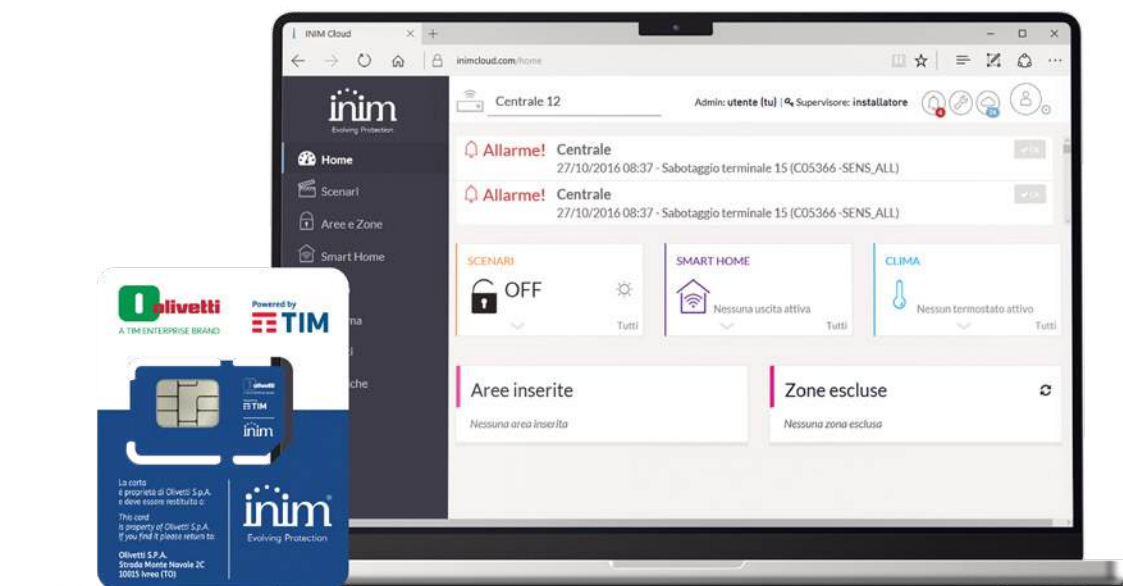 INIM Cloud
inimcloud.com/home
inim
Evolving Protection
Home
Scenari
Aree e Zone
Smart Home
Centrale 12
Admin: utente (tu) | Supervisore: installatore
4
Allarme! Centrale
27/10/2016 08:37 - Sabotaggio terminale 15 (C05366 -SENS_ALL)
Allarme! Centrale
27/10/2016 08:37 - Sabotaggio terminale 15 (C05366 -SENS_ALL)
SCENARI
OFF
Tutti
SMART HOME
Nessuna uscita attiva
Tutti
CLIMA
Nessun termostato attivo
Tutti
Aree inserite
Nessuna area inserita
Zone escluse
Nessuna zona esclusa
Olivetti
A TIM ENTERPRISE BRAND
Powered by
TIM
olivetti
TIM
inim
La carta
è proprietà di Olivetti S.p.A.
e deve essere restituita a:
This card
is property of Olivetti S.p.A.
If you find it please return to:
Olivetti S.P.A.
Strada Monte Navale 2C
10015 Ivrea (TO)
inim
Evolving Protection